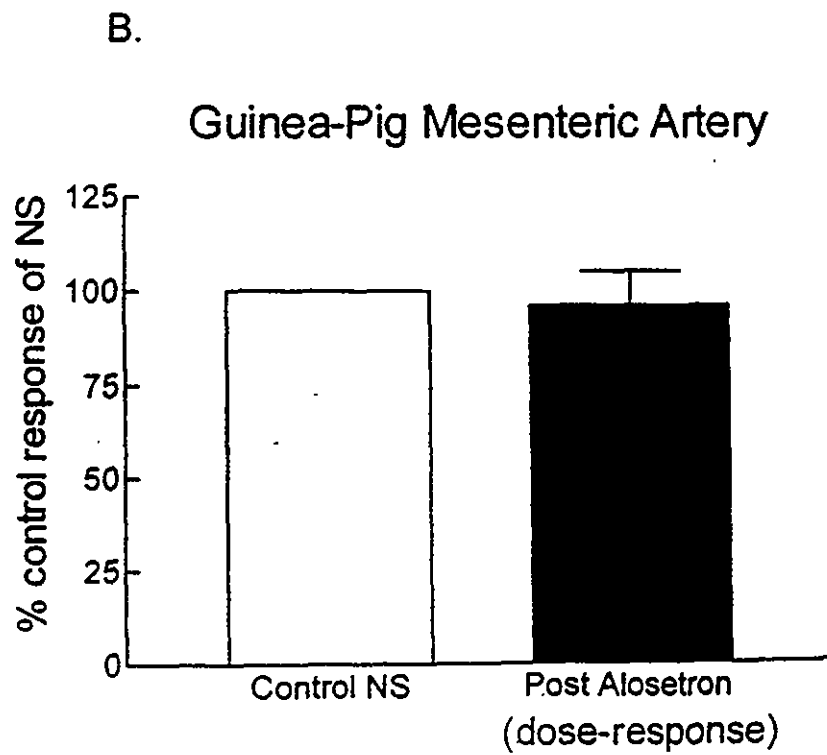 B.
Guinea-Pig Mesenteric Artery
% control response of NS
125
100
75
50
25
0
Control NS
Post Alosetron
(dose-response)